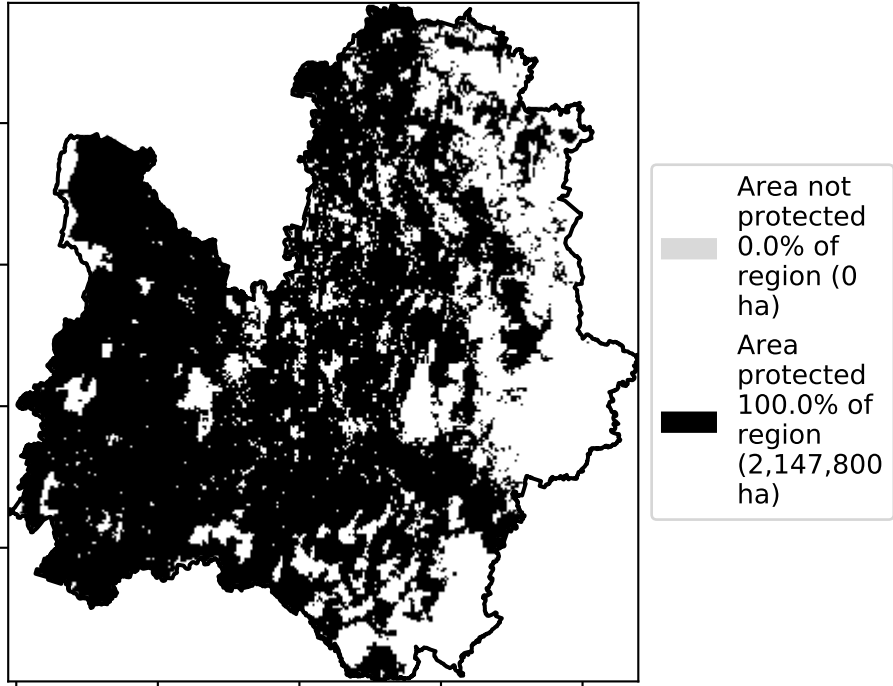 Area not
protected
0.0% of
region (0
ha)
Area
protected
100.0% of
region
(2,147,800
ha)